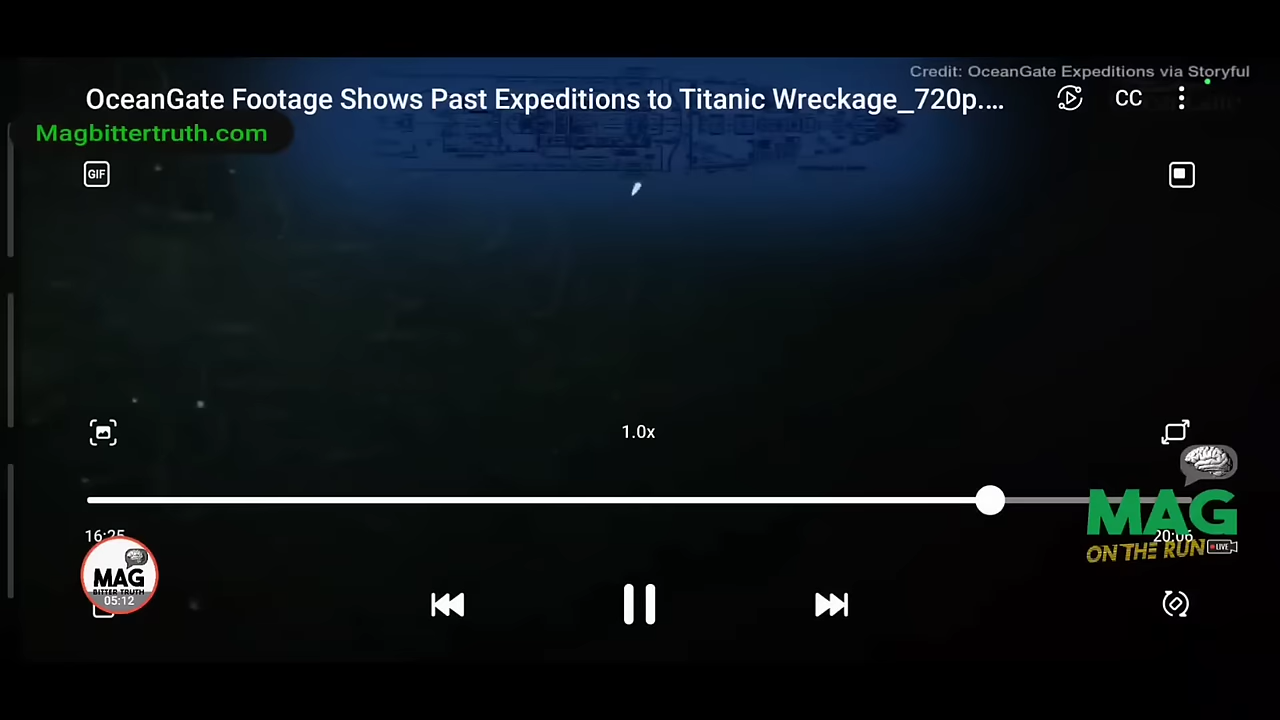 Credit: OceanGate Expeditions via Storyful
OceanGate Footage Shows Past Expeditions to Titanic Wreckage_720p....
CC
Magbittertruth.com
GIF
1.0x
MAG
16:25
20:06
ON THE RUN
LIVE
MAG
BITTER TRUTH
05:12